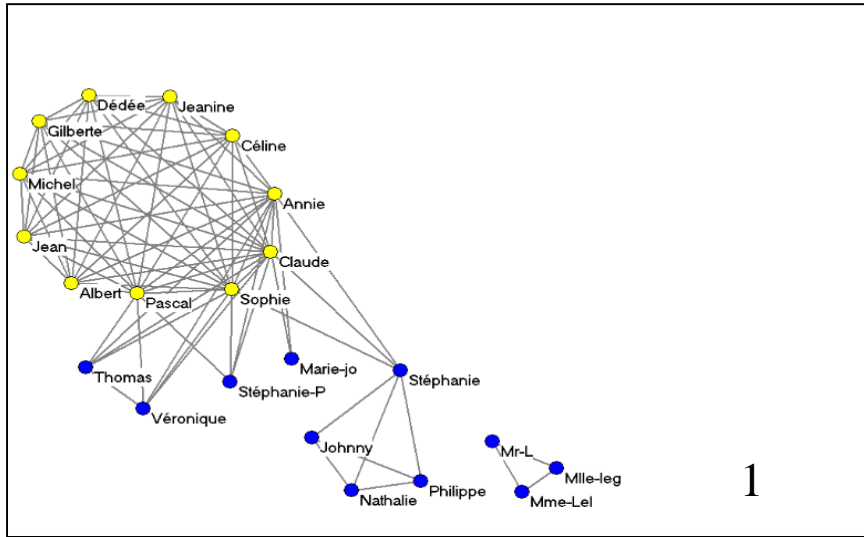 Dédée
Jeanine
Gilberte
Céline
Michel
Annie
Jean
Claude
Albert
Pascal
Sophie
Thomas
Marie-jo
Stéphanie
Stéphanie-P
Véronique
Johnny
Mr-L
Mlle-leg
Nathalie
Philippe
Mme-Lel
1